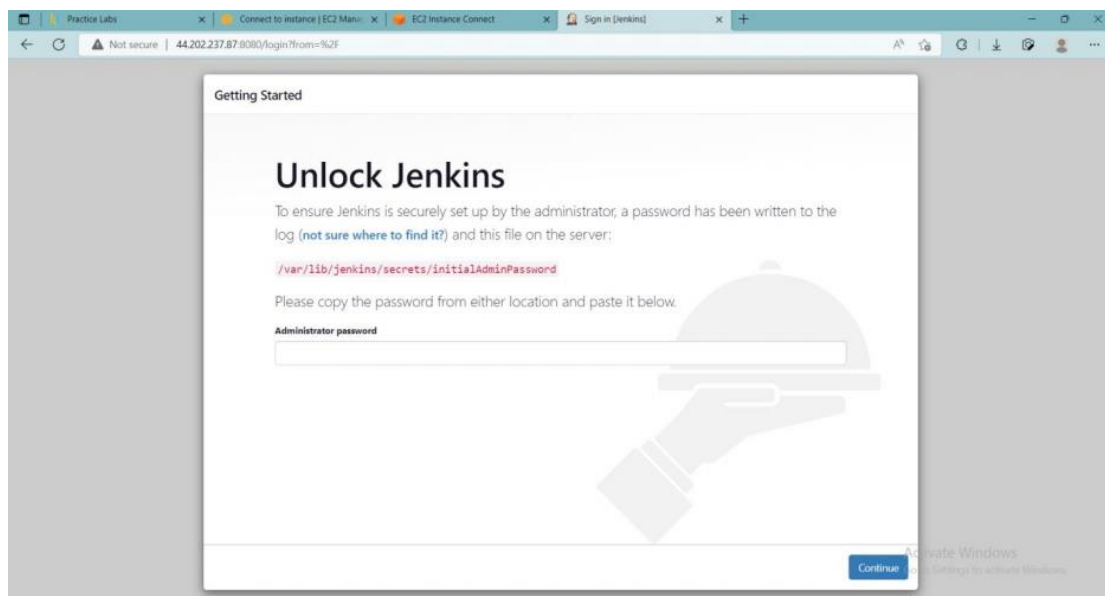 Practice Labs
Connect to instance | EC2 Manag
EC2 Instance Connect
Sign in [Jenkins]
Not secure | 44.202.237.87:8080/login?from=%2F
Getting Started
Unlock Jenkins
To ensure Jenkins is securely set up by the administrator, a password has been written to the
log (not sure where to find it?) and this file on the server:
/var/lib/jenkins/secrets/initialAdminPassword
Please copy the password from either location and paste it below.
Administrator password
Continue
Activate Windows
Go to Settings to activate Windows.